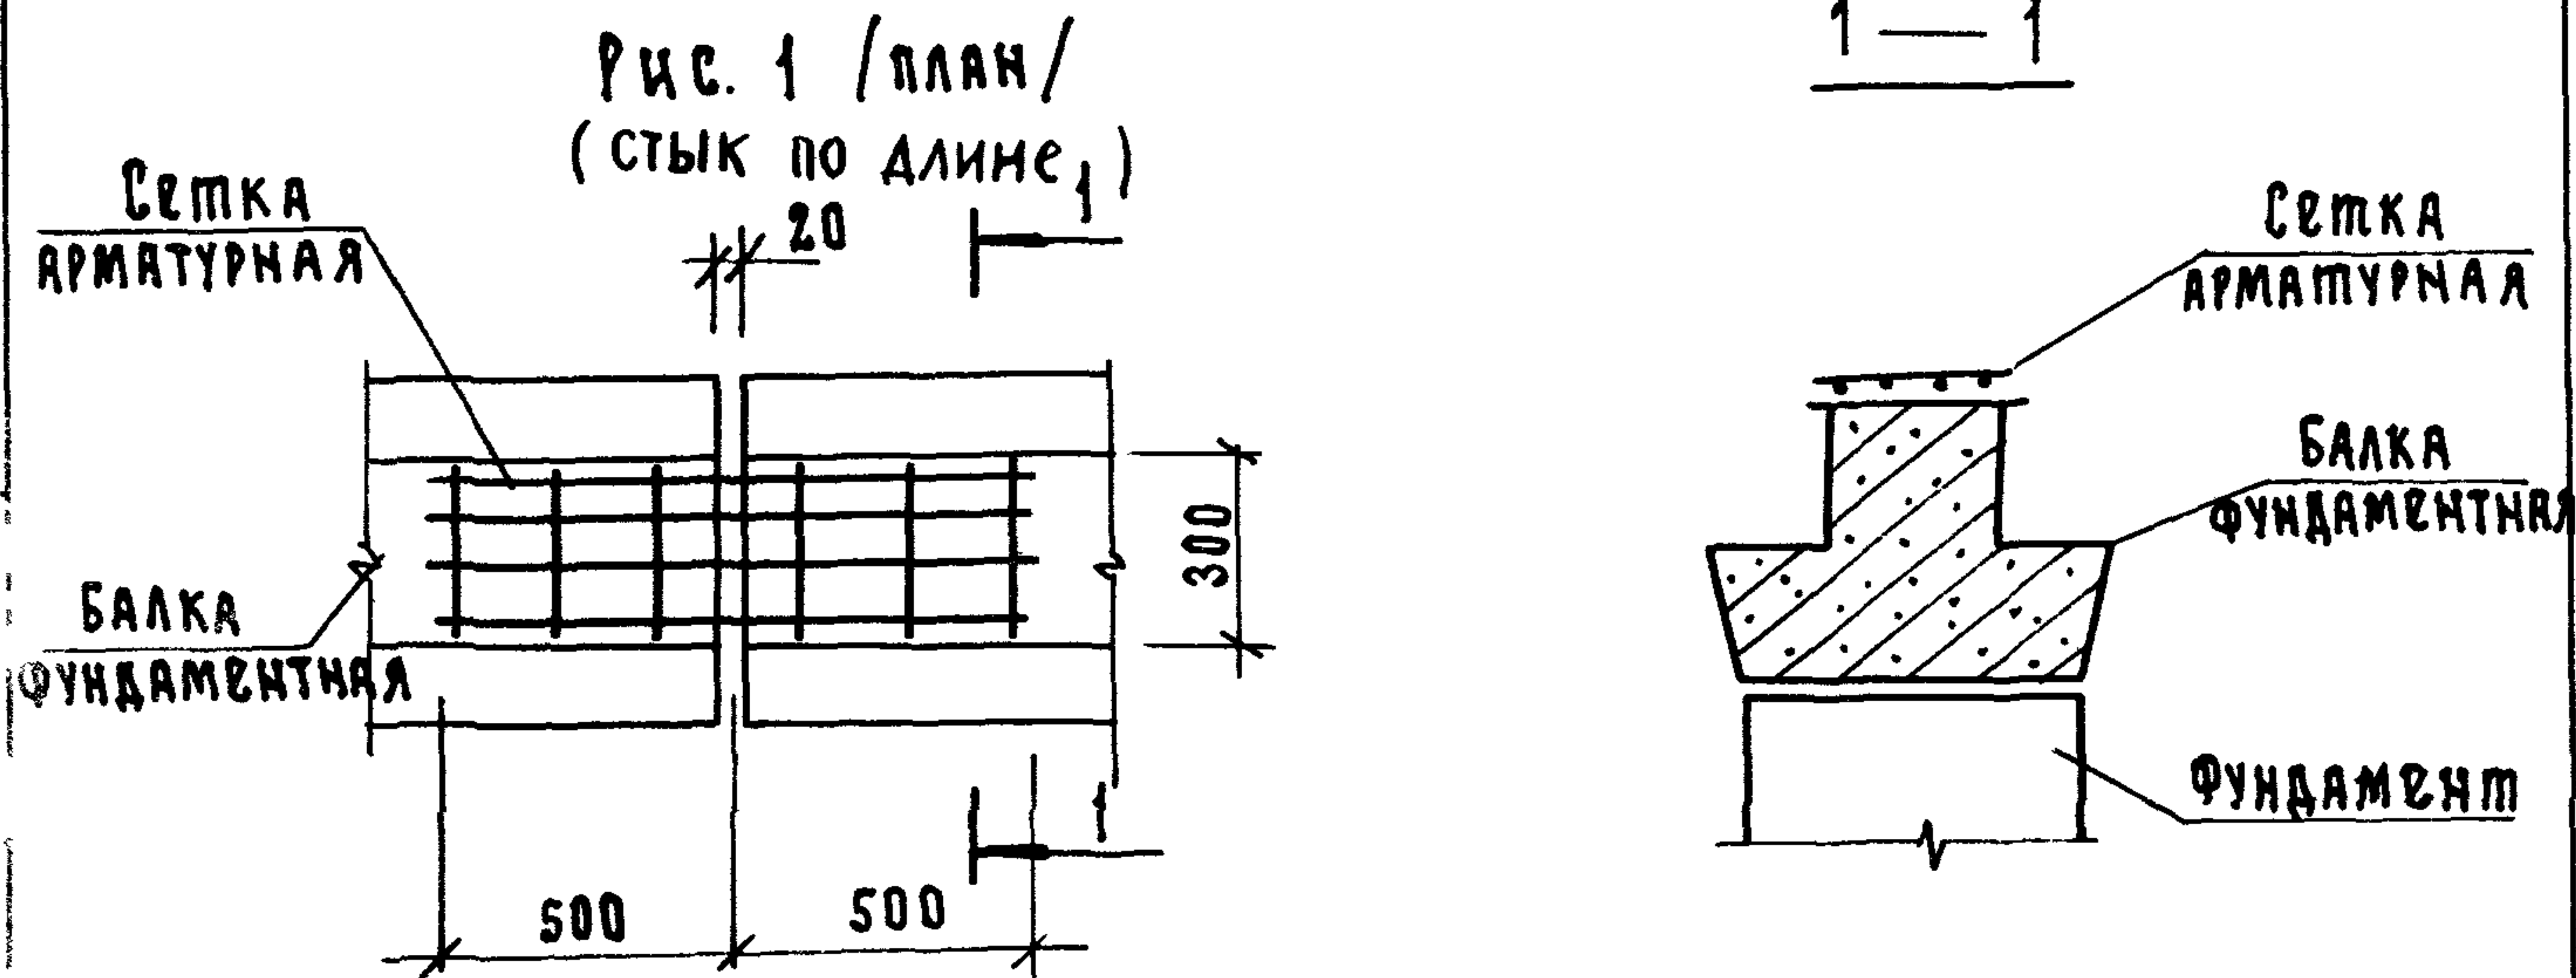 Рис. 1 /план/
(стык по длине)
Сетка
арматурная
20
1
300
Балка
фундаментная
1
500
500
1 — 1
Сетка
арматурная
Балка
фундаментная
Фундамент